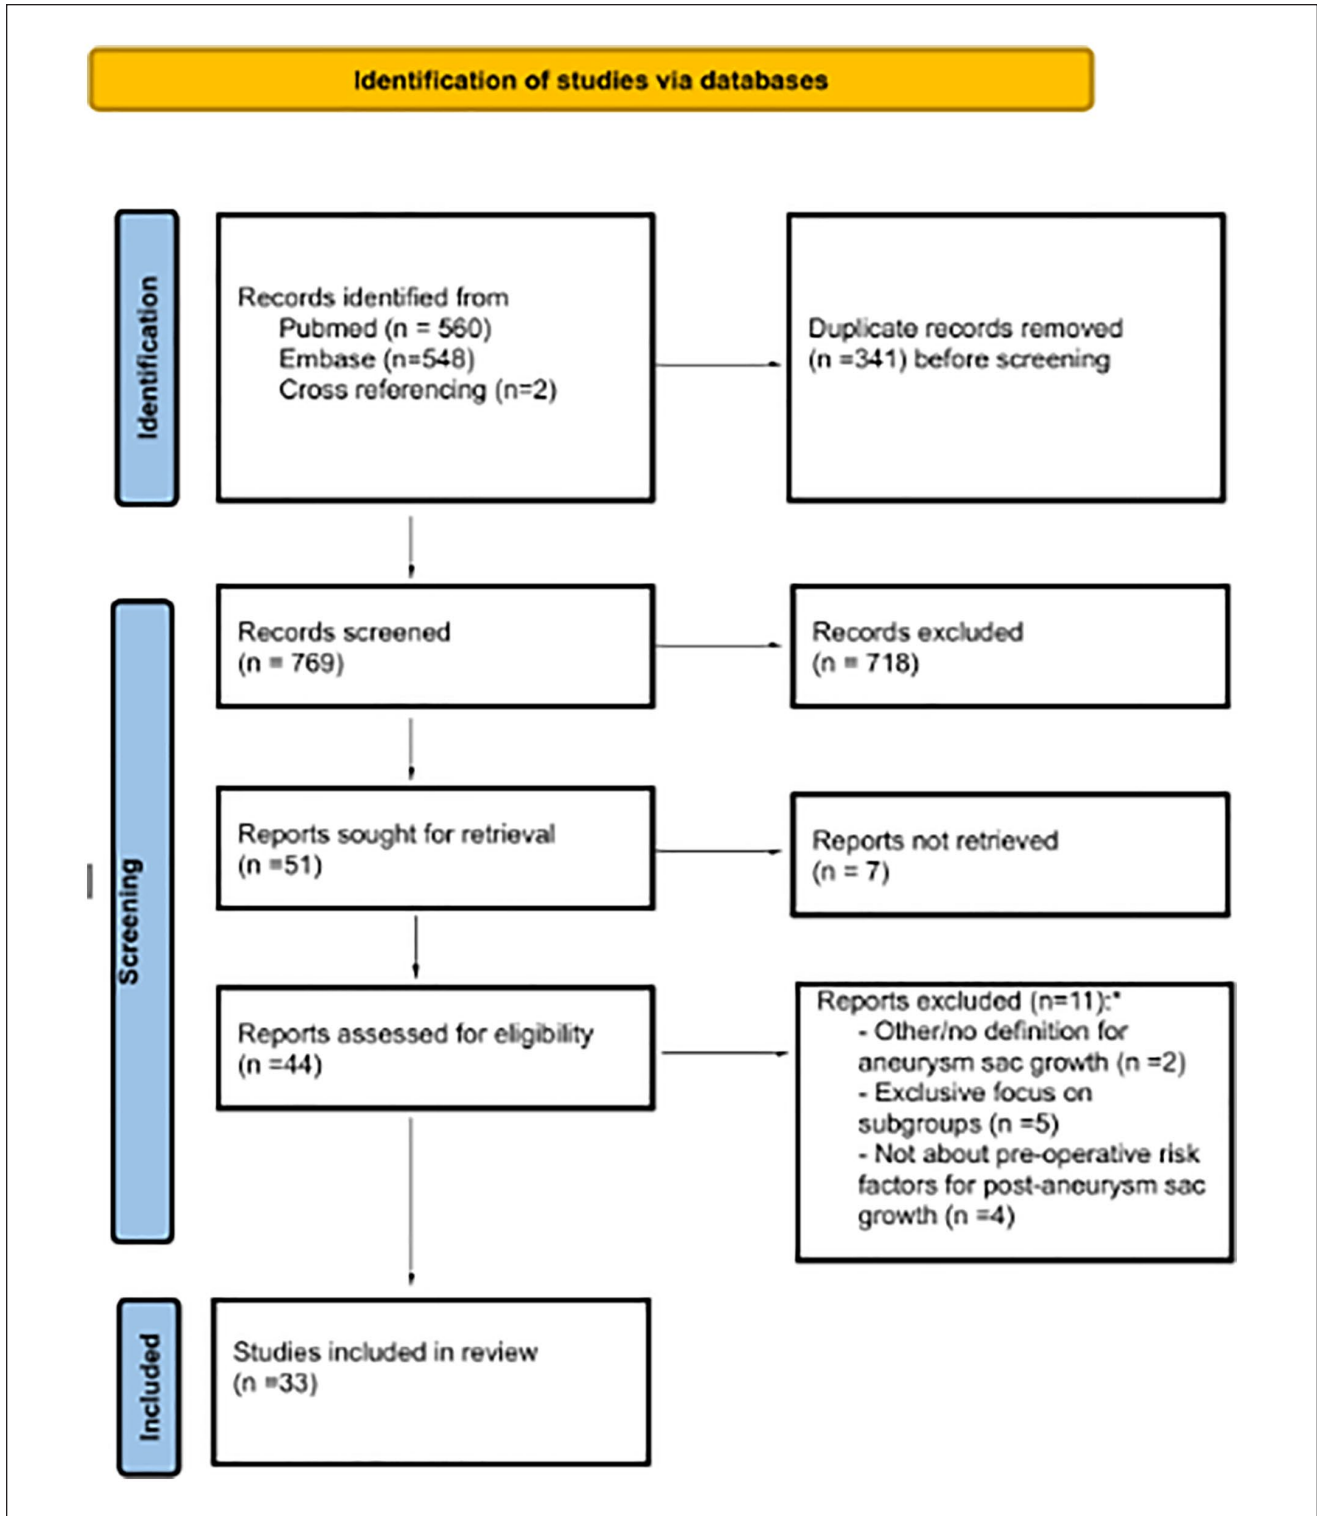 Identification of studies via databases
Identification
Records identified from
Pubmed (n = 560)
Embase (n=548)
Cross referencing (n=2)
Duplicate records removed
(n =341) before screening
Screening
Records screened
(n = 769)
Records excluded
(n = 718)
Reports sought for retrieval
(n =51)
Reports not retrieved
(n = 7)
Reports assessed for eligibility
(n =44)
Reports excluded (n=11):*
- Other/no definition for
aneurysm sac growth (n =2)
- Exclusive focus on
subgroups (n =5)
- Not about pre-operative risk
factors for post-aneurysm sac
growth (n =4)
Included
Studies included in review
(n =33)